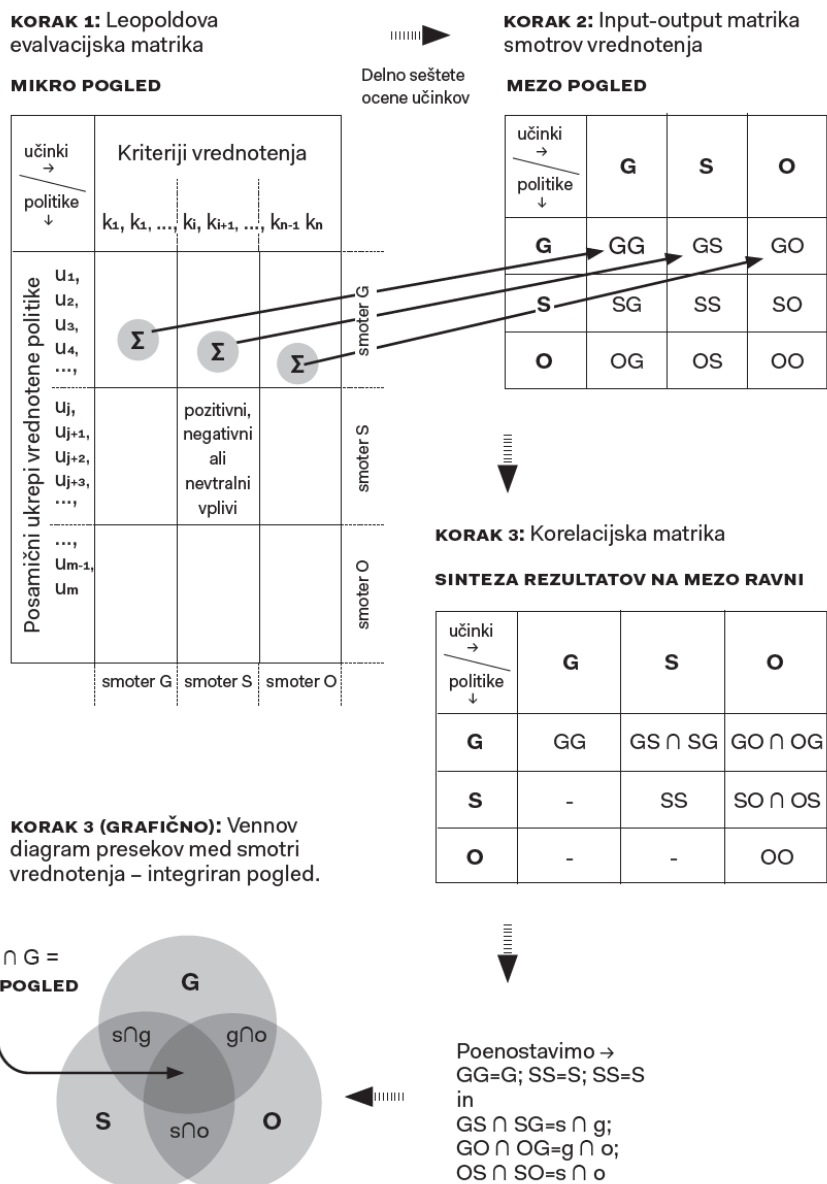 KORAK 1: Leopoldova
evalvacijska matrika
MIKRO POGLED
Delno seštete
ocene učinkov
KORAK 2: Input-output matrika
smotrov vrednotenja
MEZO POGLED
učinki
→
politike
↓
Kriteriji vrednotenja
k1, k1, ..., ki, ki+1, ..., kn-1 kn
Posamični ukrepi vrednotene politike
u1,
u2,
u3,
u4,
...,
Σ Σ Σ
smoter G
uj,
uj+1,
uj+2,
uj+3,
...,
pozitivni,
negativni
ali
nevtralni
vplivi
smoter S
...,
um-1,
um
smoter O
smoter G smoter S smoter O
učinki
→
politike
↓
G S O
G GG GS GO
S SG SS SO
O OG OS OO
KORAK 3: Korelacijska matrika
SINTEZA REZULTATOV NA MEZO RAVNI
učinki
→
politike
↓
G S O
G GG GS ∩ SG GO ∩ OG
S - SS SO ∩ OS
O - - OO
KORAK 3 (GRAFIČNO): Vennov
diagram presekov med smotri
vrednotenja – integriran pogled.
∩ G =
POGLED
G
s∩g g∩o
S s∩o O
Poenostavimo →
GG=G; SS=S; SS=S
in
GS ∩ SG=s ∩ g;
GO ∩ OG=g ∩ o;
OS ∩ SO=s ∩ o